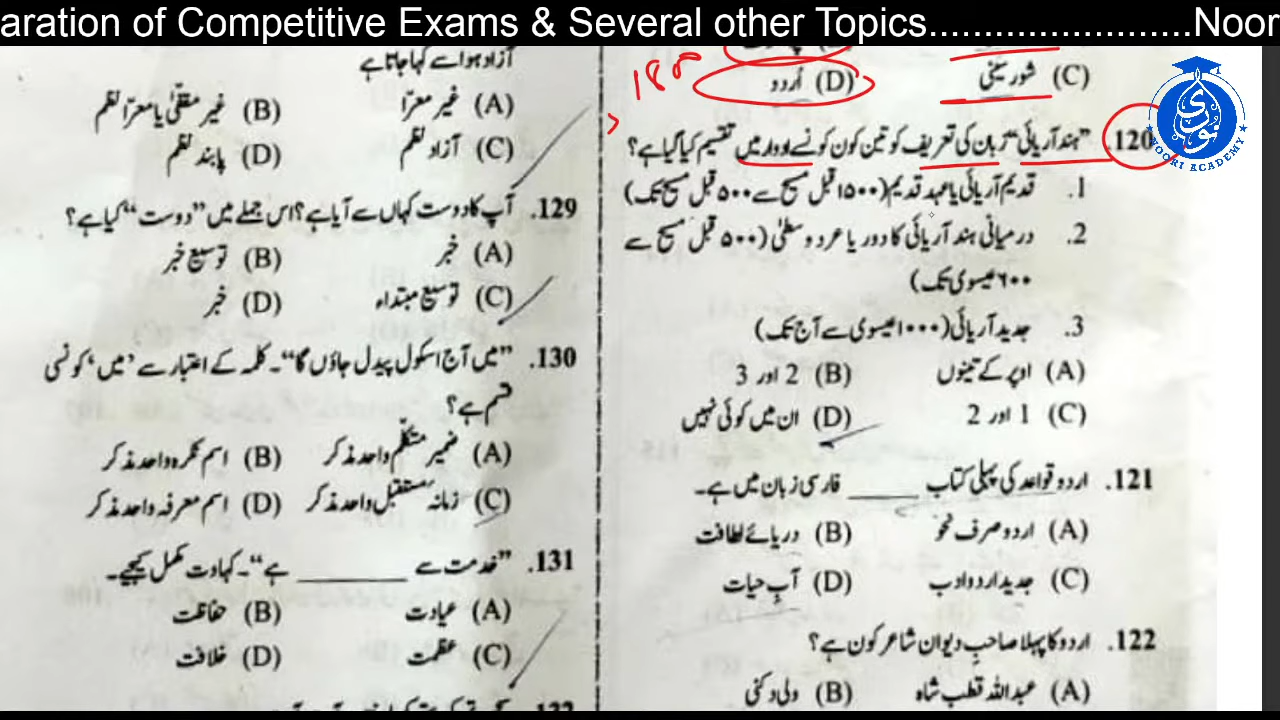 aration of Competitive Exams & Several other Topics........................Noor
(C) شورسینی (D) اُردو
188
120. ”ہند آریائی“ زبان کی تعریف کو تین کون کونسے ادوار میں تقسیم کیا گیا ہے؟
1. قدیم آریائی یا عہد قدیم (۱۵۰۰ قبل مسیح سے ۵۰۰ قبل مسیح تک)
2. درمیانی ہند آریائی کا دور یا عرد وسطیٰ (۵۰۰ قبل مسیح سے
۶۰۰ عیسوی تک)
3. جدید آریائی (۱۰۰۰ عیسوی سے آج تک)
(A) اوپر کے تینوں (B) 2 اور 3
(C) 1 اور 2 (D) ان میں کوئی نہیں
121. اردو قواعد کی پہلی کتاب ______ فارسی زبان میں ہے۔
(A) اردو صرف نحو (B) دریائے لطافت
(C) جدید اردو ادب (D) آبِ حیات
122. اردو کا پہلا صاحبِ دیوان شاعر کون ہے؟
(A) عبداللہ قطب شاہ (B) ولی دکنی
آزاد ہوا سے کہا جاتا ہے
(A) غیر معرّا (B) غیر مقفّیٰ یا معرّا نظم
(C) آزاد نظم (D) پابند نظم
129. آپ کا دوست کہاں سے آیا ہے؟ اس جملے میں ”دوست“ کیا ہے؟
(A) خبر (B) توسیع خبر
(C) توسیع مبتداء (D) خبر
130. ”میں آج اسکول پیدل جاؤں گا“۔ کلمہ کے اعتبار سے ’میں‘ کونسی
قسم ہے؟
(A) ضمیر متکلّم واحد مذکر (B) اسم نکرہ واحد مذکر
(C) زمانہ مستقبل واحد مذکر (D) اسم معرفہ واحد مذکر
131. ”خدمت سے ________ ہے“۔ کہاوت مکمل کیجیے۔
(A) عیادت (B) حفاظت
(C) عظمت (D) خلافت
NOORI ACADEMY